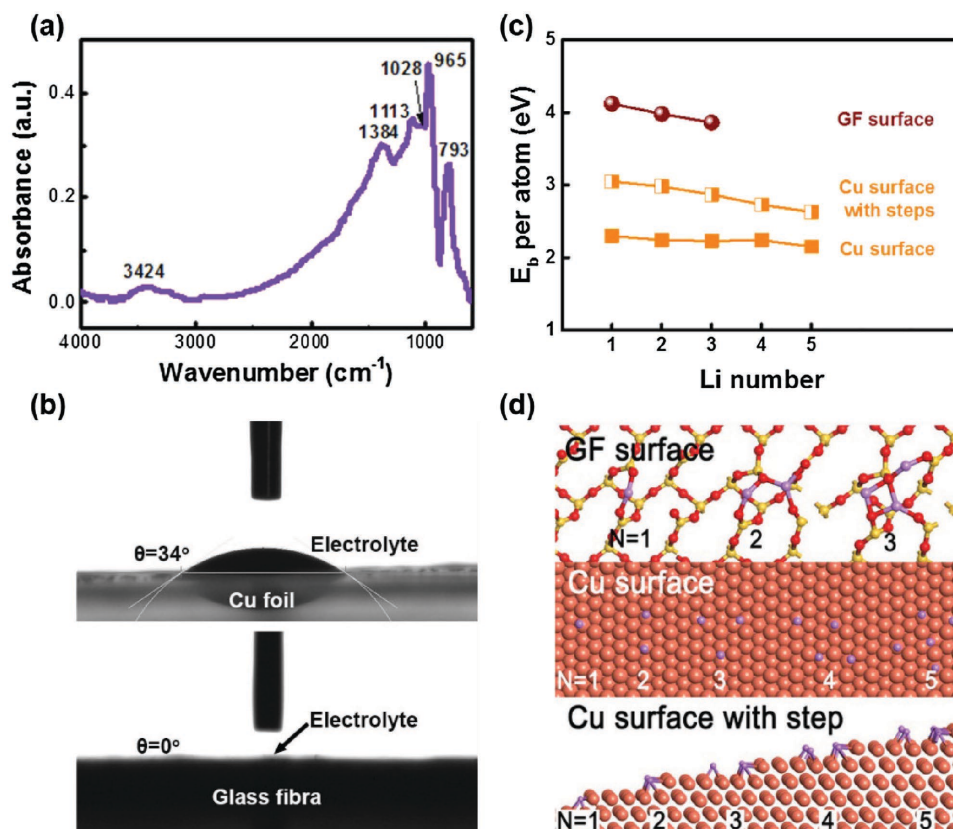 (a)
Absorbance (a.u.)
0.4
0.2
0.0
3424
1384
1113
1028
965
793
4000 3000 2000 1000
Wavenumber (cm⁻¹)
(b)
θ=34°
Electrolyte
Cu foil
Electrolyte
θ=0°
Glass fibra
(c)
E_b per atom (eV)
5
4
3
2
1
GF surface
Cu surface
with steps
Cu surface
1 2 3 4 5
Li number
(d)
GF surface
N=1 2 3
Cu surface
N=1 2 3 4 5
Cu surface with step
N=1 2 3 4 5